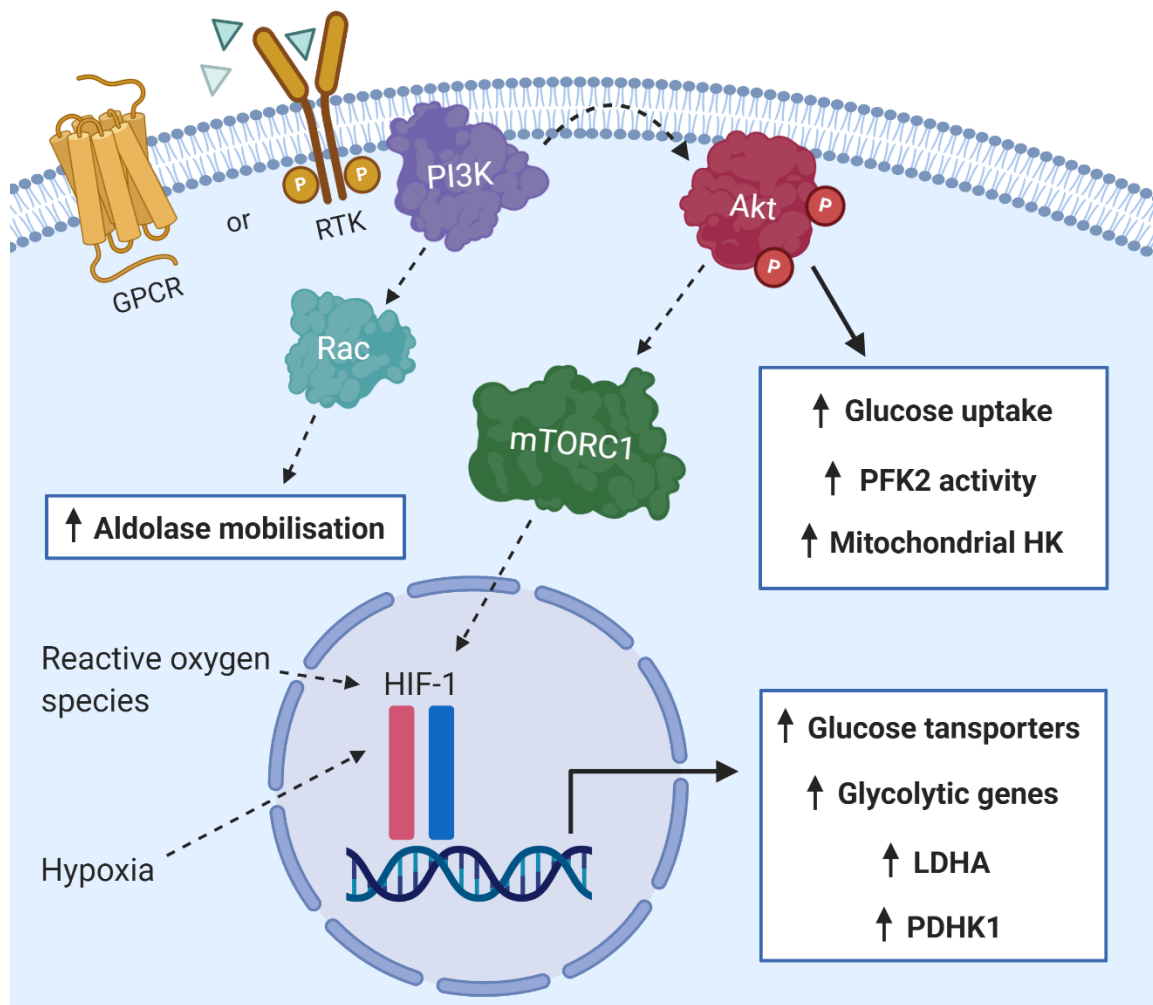 P
P
PI3K
P
Akt
P
or
RTK
GPCR
Rac
mTORC1
↑ Glucose uptake
↑ PFK2 activity
↑ Mitochondrial HK
↑ Aldolase mobilisation
Reactive oxygen
species
HIF-1
Hypoxia
↑ Glucose tansporters
↑ Glycolytic genes
↑ LDHA
↑ PDHK1